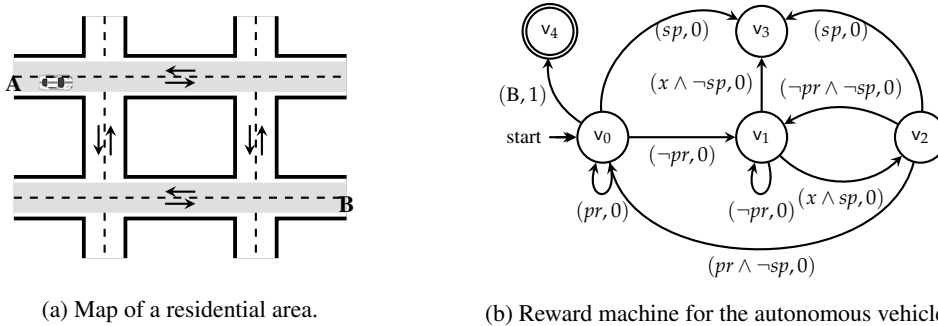 A
B
(a) Map of a residential area.
v₄
v₃
(sp, 0)
(sp, 0)
(B, 1)
(x ∧ ¬sp, 0)
(¬pr ∧ ¬sp, 0)
start
v₀
v₁
v₂
(¬pr, 0)
(pr, 0)
(¬pr, 0)
(x ∧ sp, 0)
(pr ∧ ¬sp, 0)
(b) Reward machine for the autonomous vehicle